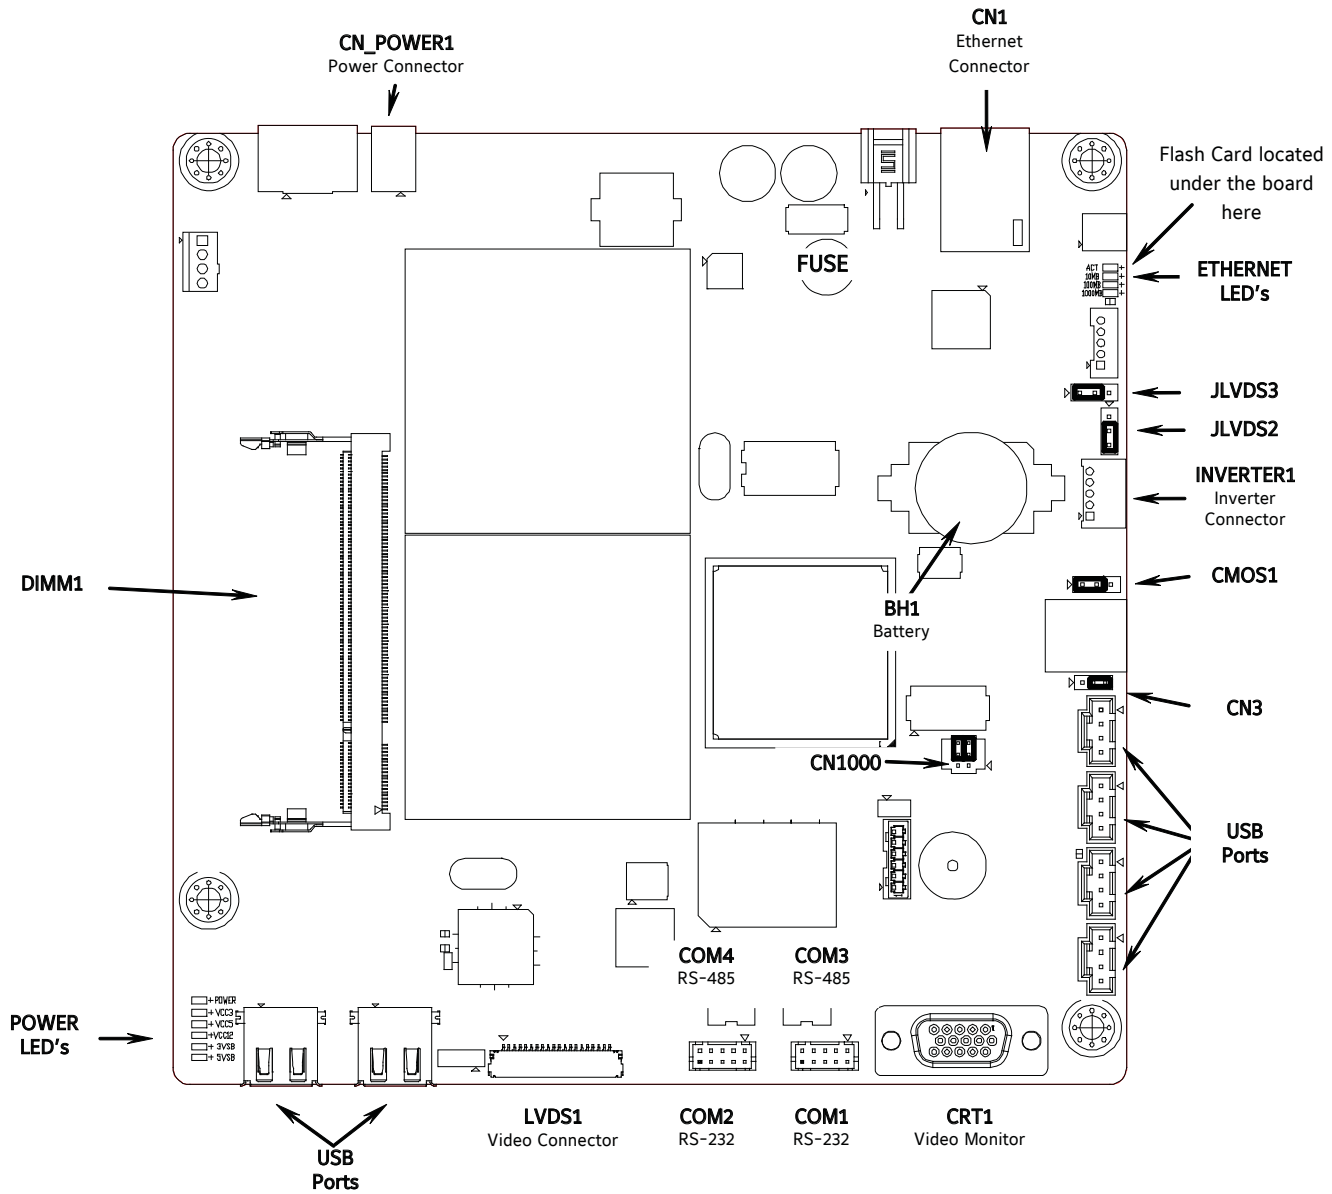 CN1
Ethernet
Connector
CN_POWER1
Power Connector
Flash Card located
under the board
here
FUSE
ACT
10MB
100MB
1000MB
ETHERNET
LED's
JLVDS3
JLVDS2
INVERTER1
Inverter
Connector
CMOS1
DIMM1
BH1
Battery
CN3
CN1000
USB
Ports
COM4
RS-485
COM3
RS-485
POWER
LED's
+POWER
+ VCC3
+ VCC5
+VCC12
+ 3VSB
+ 5VSB
LVDS1
Video Connector
COM2
RS-232
COM1
RS-232
CRT1
Video Monitor
USB
Ports